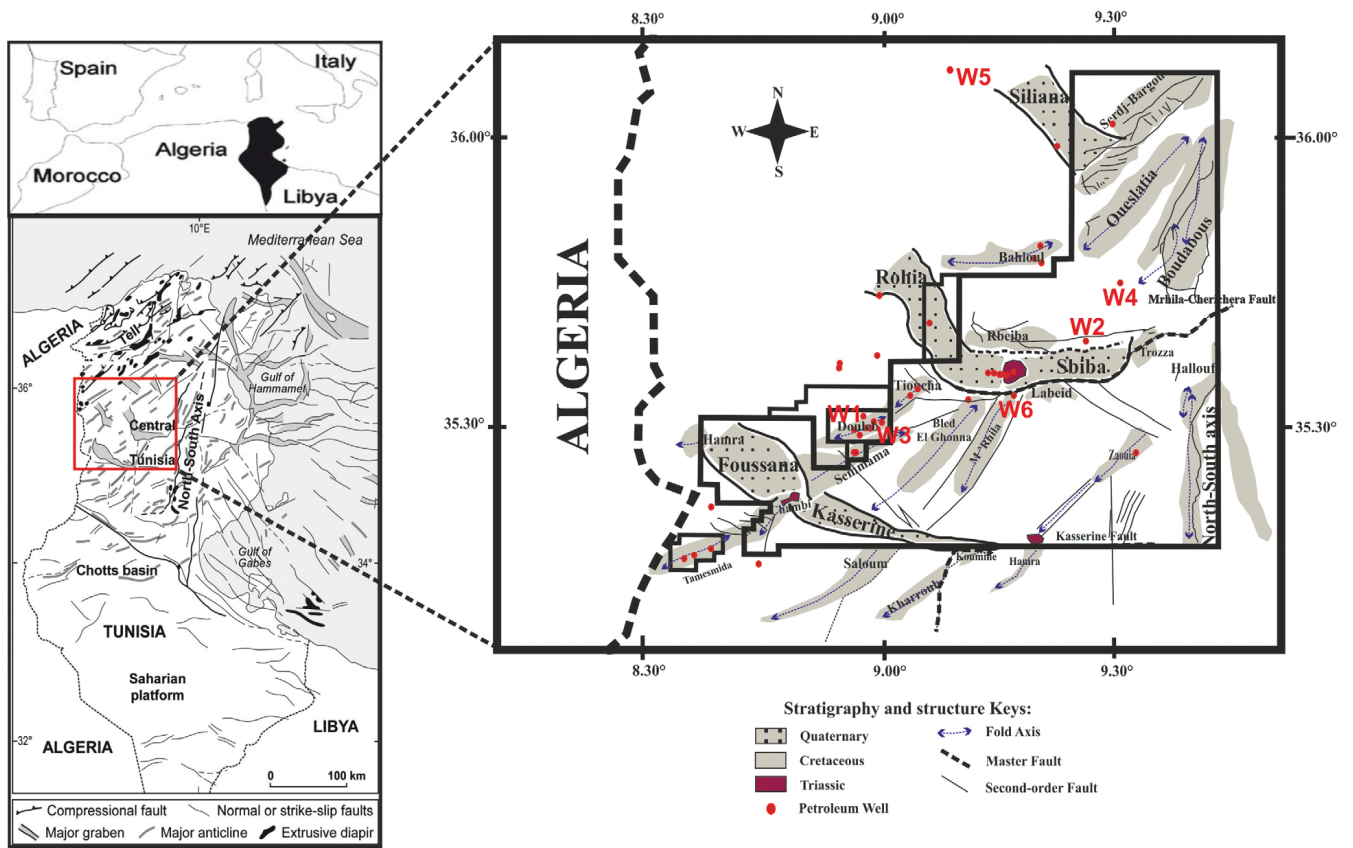 Spain
Italy
Algeria
Morocco
Libya
10°E
Mediterranean Sea
ALGERIA
Tell
36°
Gulf of
Hammamet
Central
Tunisia
North-South Axis
Gulf of
Gabes
34°
Chotts basin
TUNISIA
Saharian
platform
LIBYA
ALGERIA
32°
0 100 km
Compressional fault
Normal or strike-slip faults
Major graben
Major anticline
Extrusive diapir
8.30°
9.00°
9.30°
36.00°
36.00°
35.30°
35.30°
8.30°
9.00°
9.30°
N
W
E
S
ALGERIA
W5
Siliana
Serdj-Bargou
Oueslatia
Boudabous
Bahloul
Rohia
W4
Mrhila-Cherichera Fault
W2
Rbeiba
Trozza
Sbiba
Hallouf
Labeid
Tioucha
W6
W1
Douleb
W3
Bled
El Ghonna
M'Rhila
Hamra
Semmama
Foussana
Zaouia
North-South axis
Chambi
Kasserine
Kasserine Fault
Tamesmida
Saloum
Koumine
Hamra
Kharroub
Stratigraphy and structure Keys:
Quaternary
Cretaceous
Triassic
Petroleum Well
Fold Axis
Master Fault
Second-order Fault